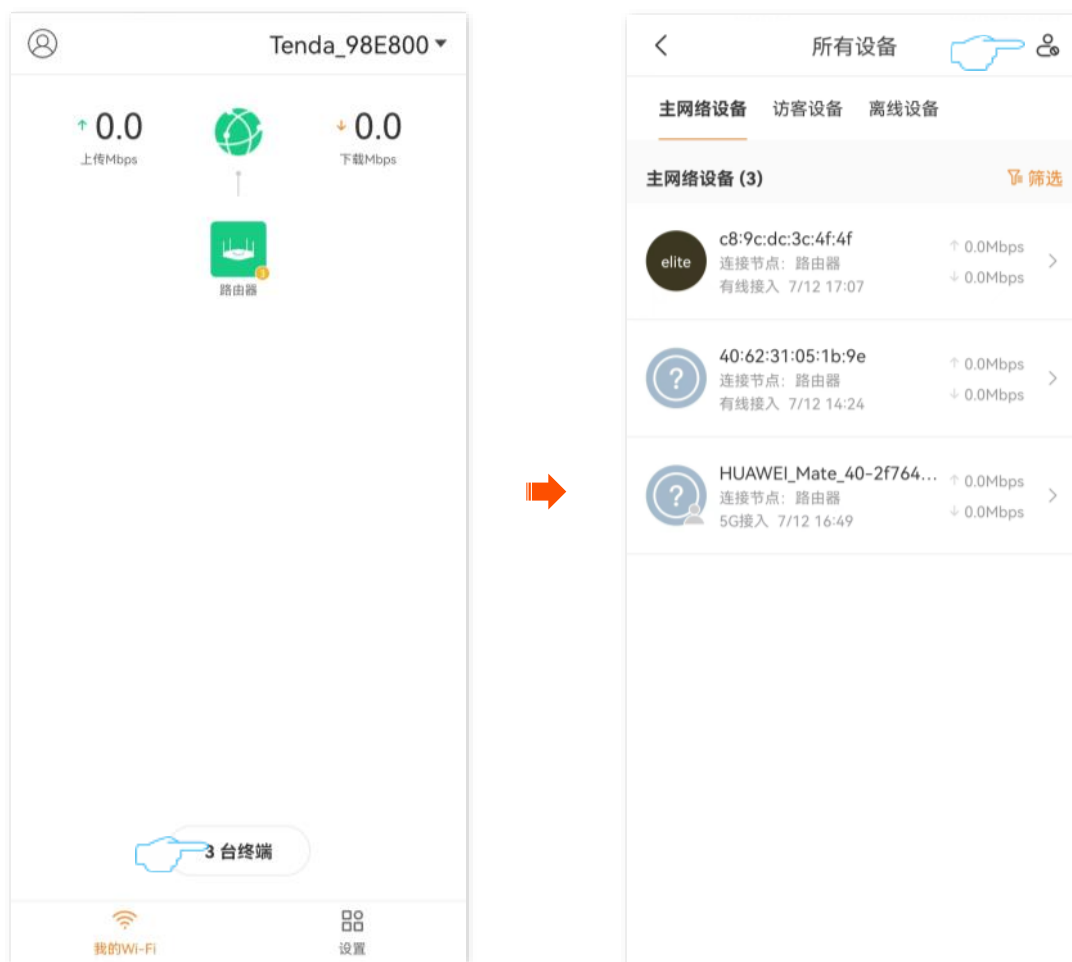 Tenda_98E800
0.0
上传Mbps
0.0
下载Mbps
3
路由器
3 台终端
我的Wi-Fi
设置
所有设备
主网络设备 访客设备 离线设备
主网络设备 (3)
筛选
elite
c8:9c:dc:3c:4f:4f
连接节点：路由器
有线接入 7/12 17:07
0.0Mbps
0.0Mbps
?
40:62:31:05:1b:9e
连接节点：路由器
有线接入 7/12 14:24
0.0Mbps
0.0Mbps
?
HUAWEI_Mate_40-2f764...
连接节点：路由器
5G接入 7/12 16:49
0.0Mbps
0.0Mbps